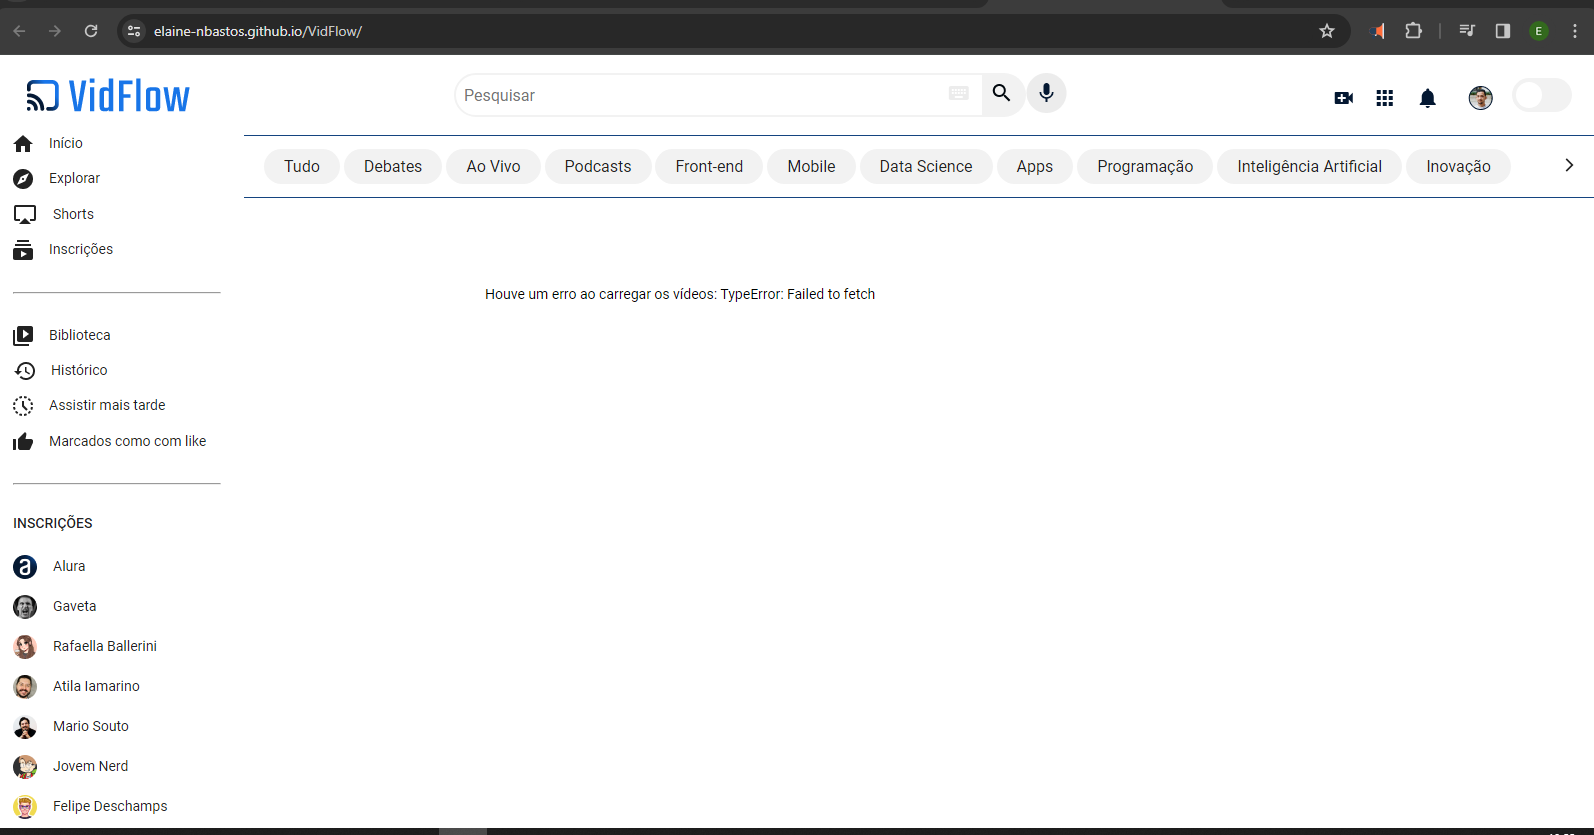 elaine-nbastos.github.io/VidFlow/
E
VidFlow
Pesquisar
Início
Explorar
Shorts
Inscrições
Tudo
Debates
Ao Vivo
Podcasts
Front-end
Mobile
Data Science
Apps
Programação
Inteligência Artificial
Inovação
Houve um erro ao carregar os vídeos: TypeError: Failed to fetch
Biblioteca
Histórico
Assistir mais tarde
Marcados como com like
INSCRIÇÕES
a
Alura
Gaveta
Rafaella Ballerini
Atila Iamarino
Mario Souto
Jovem Nerd
Felipe Deschamps